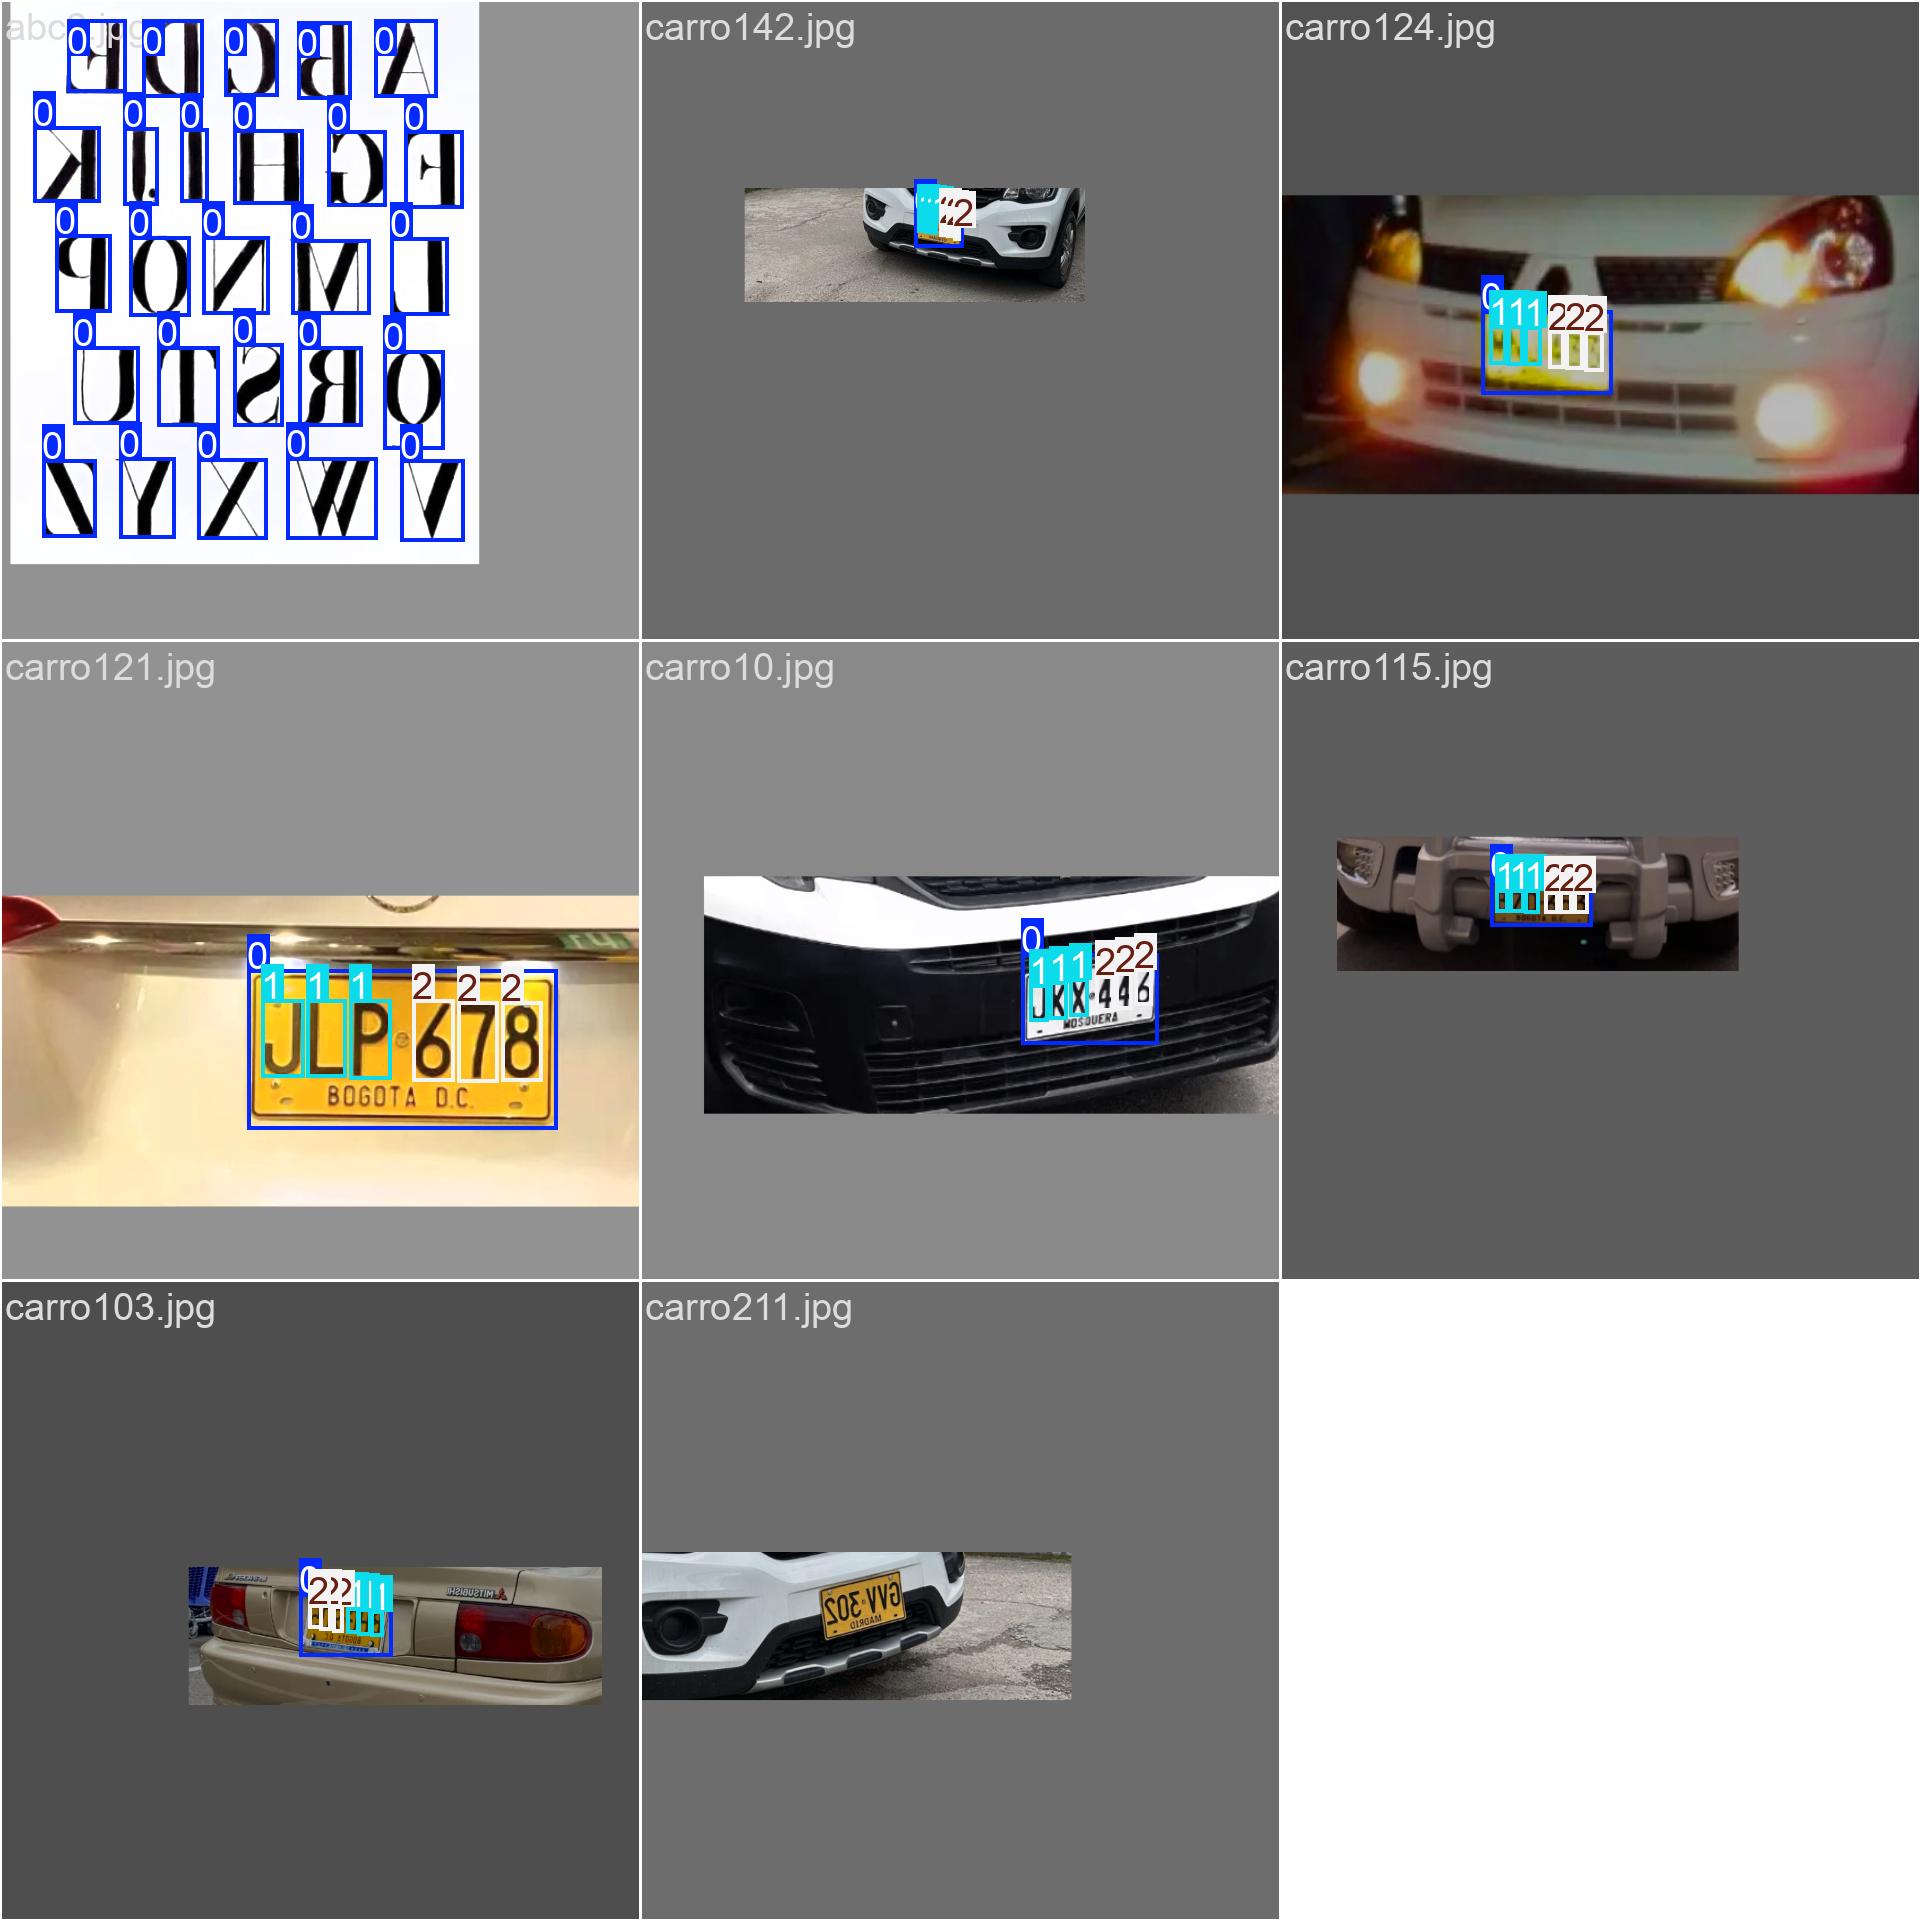 0 0 0 0 0
E D C B A
0 0 0 0 0 0
K J I H G F
0 0 0 0 0
P O N M L
0 0 0 0 0
U T S R Q
0 0 0 0 0
Z Y X W V
carro142.jpg
0
2
carro124.jpg
0
111 222
carro121.jpg
0
1 1 1 2 2 2
JLP 678
BOGOTA D.C.
carro10.jpg
0
111 222
JKX 446
MOSQUERA
carro115.jpg
0
111 222
BOGOTA D.C.
carro103.jpg
0
222 111
MITSUBISHI
carro211.jpg
GVV 302
MADRID